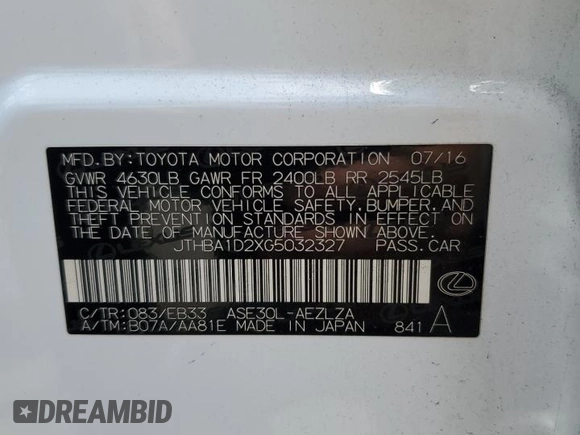 MFD.BY:TOYOTA MOTOR CORPORATION 07/16
GVWR 4630LB GAWR FR 2400LB RR 2545LB
THIS VEHICLE CONFORMS TO ALL APPLICABLE
FEDERAL MOTOR VEHICLE SAFETY,BUMPER,AND
THEFT PREVENTION STANDARDS IN EFFECT ON
THE DATE OF MANUFACTURE SHOWN ABOVE.
JTHBA1D2XG5032327 PASS.CAR
C/TR:083/EB33 ASE30L-AEZLZA
A/TM:B07A/AA81E MADE IN JAPAN 841 A
DREAMBID